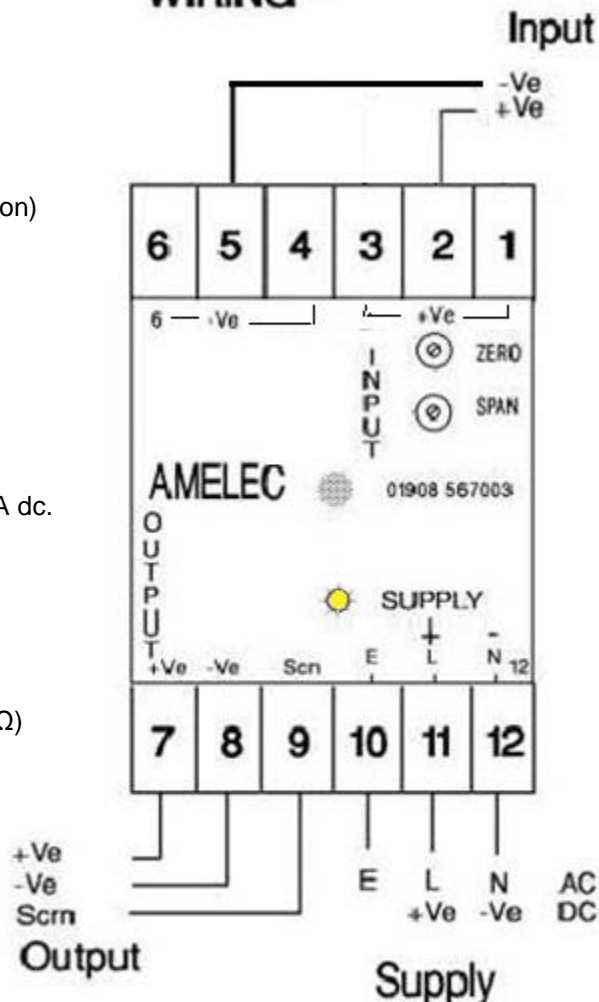 WIRING
Input
-Ve
+Ve
on)
6 5 4 3 2 1
6 -Ve +Ve
INPUT
ZERO
SPAN
AMELEC
01908 567003
A dc.
OUTPUT
SUPPLY
+ -
+Ve -Ve Scn E L N 12
Ω)
7 8 9 10 11 12
+Ve
-Ve
Scrn
Output
E L N AC
+Ve -Ve DC
Supply